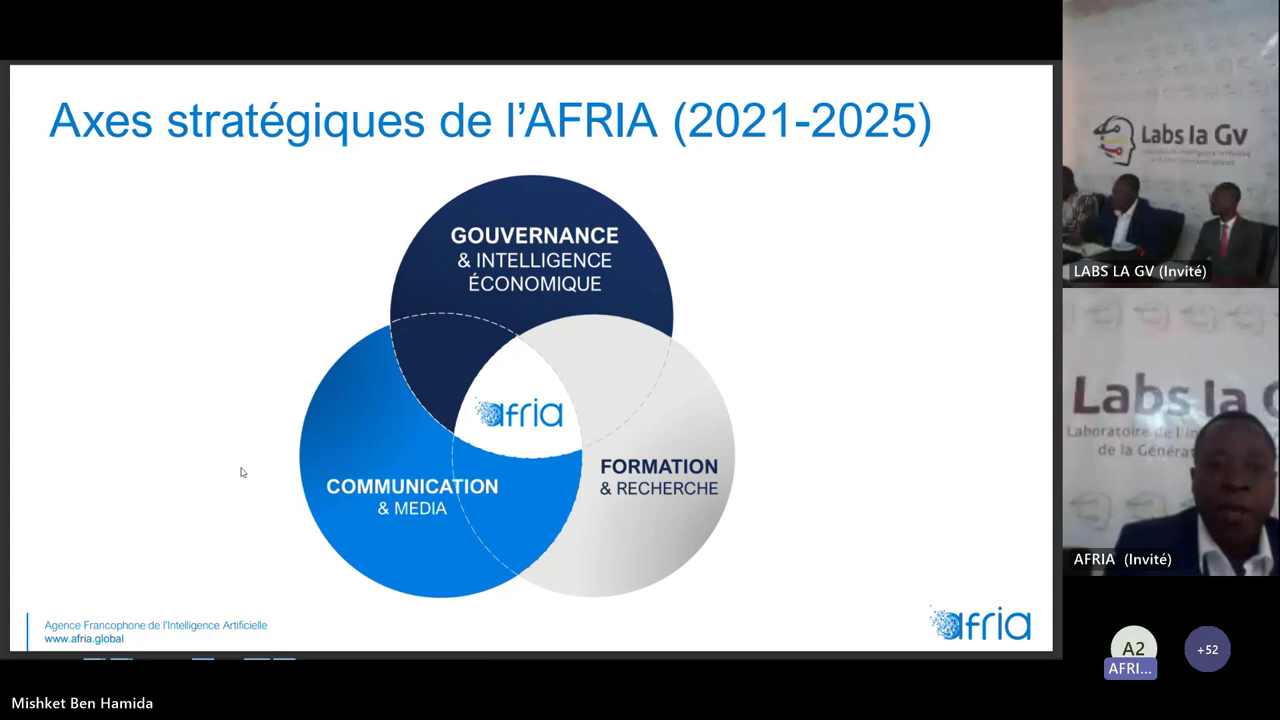 Axes stratégiques de l'AFRIA (2021-2025)
GOUVERNANCE
& INTELLIGENCE
ÉCONOMIQUE
afria
COMMUNICATION
& MEDIA
FORMATION
& RECHERCHE
Agence Francophone de l'Intelligence Artificielle
www.afria.global
afria
Mishket Ben Hamida
Labs la Gv
LABS LA GV (Invité)
Labs la G
Laboratoire de l'in
de la Générat
AFRIA (Invité)
A2
AFRI...
+52